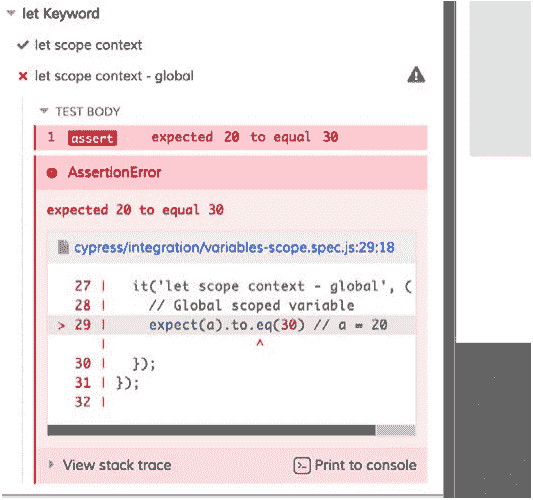 let Keyword
let scope context
let scope context - global
TEST BODY
1 assert expected 20 to equal 30
AssertionError
expected 20 to equal 30
cypress/integration/variables-scope.spec.js:29:18
27 | it('let scope context - global', (
28 | // Global scoped variable
> 29 | expect(a).to.eq(30) // a = 20
| ^
30 | });
31 | });
32 |
View stack trace
Print to console